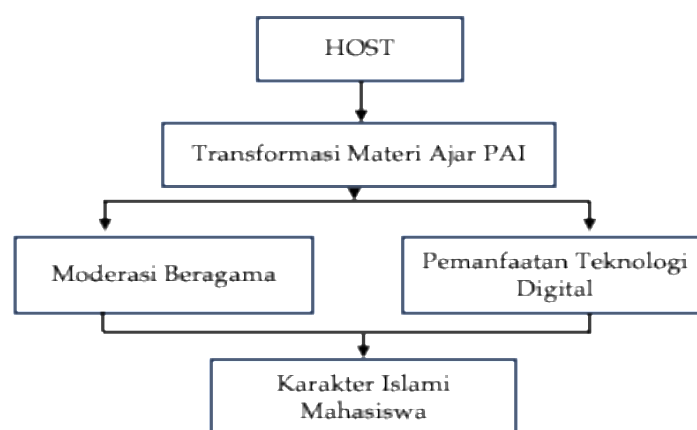 HOST
Transformasi Materi Ajar PAI
Moderasi Beragama
Pemanfaatan Teknologi
Digital
Karakter Islami
Mahasiswa